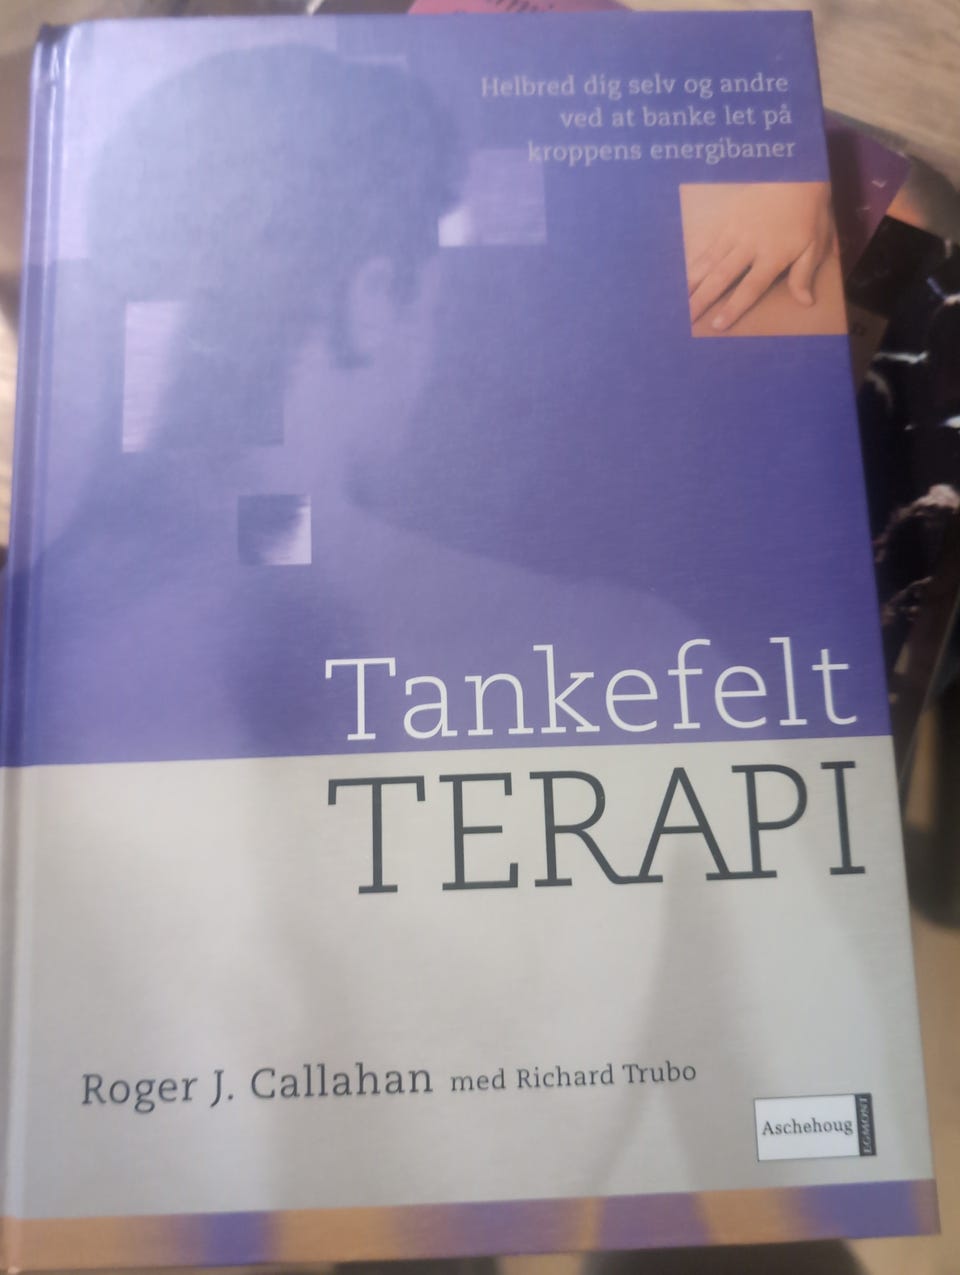 Helbred dig selv og andre
ved at banke let på
kroppens energibaner
Tankefelt
TERAPI
Roger J. Callahan med Richard Trubo
Aschehoug
EGMONT